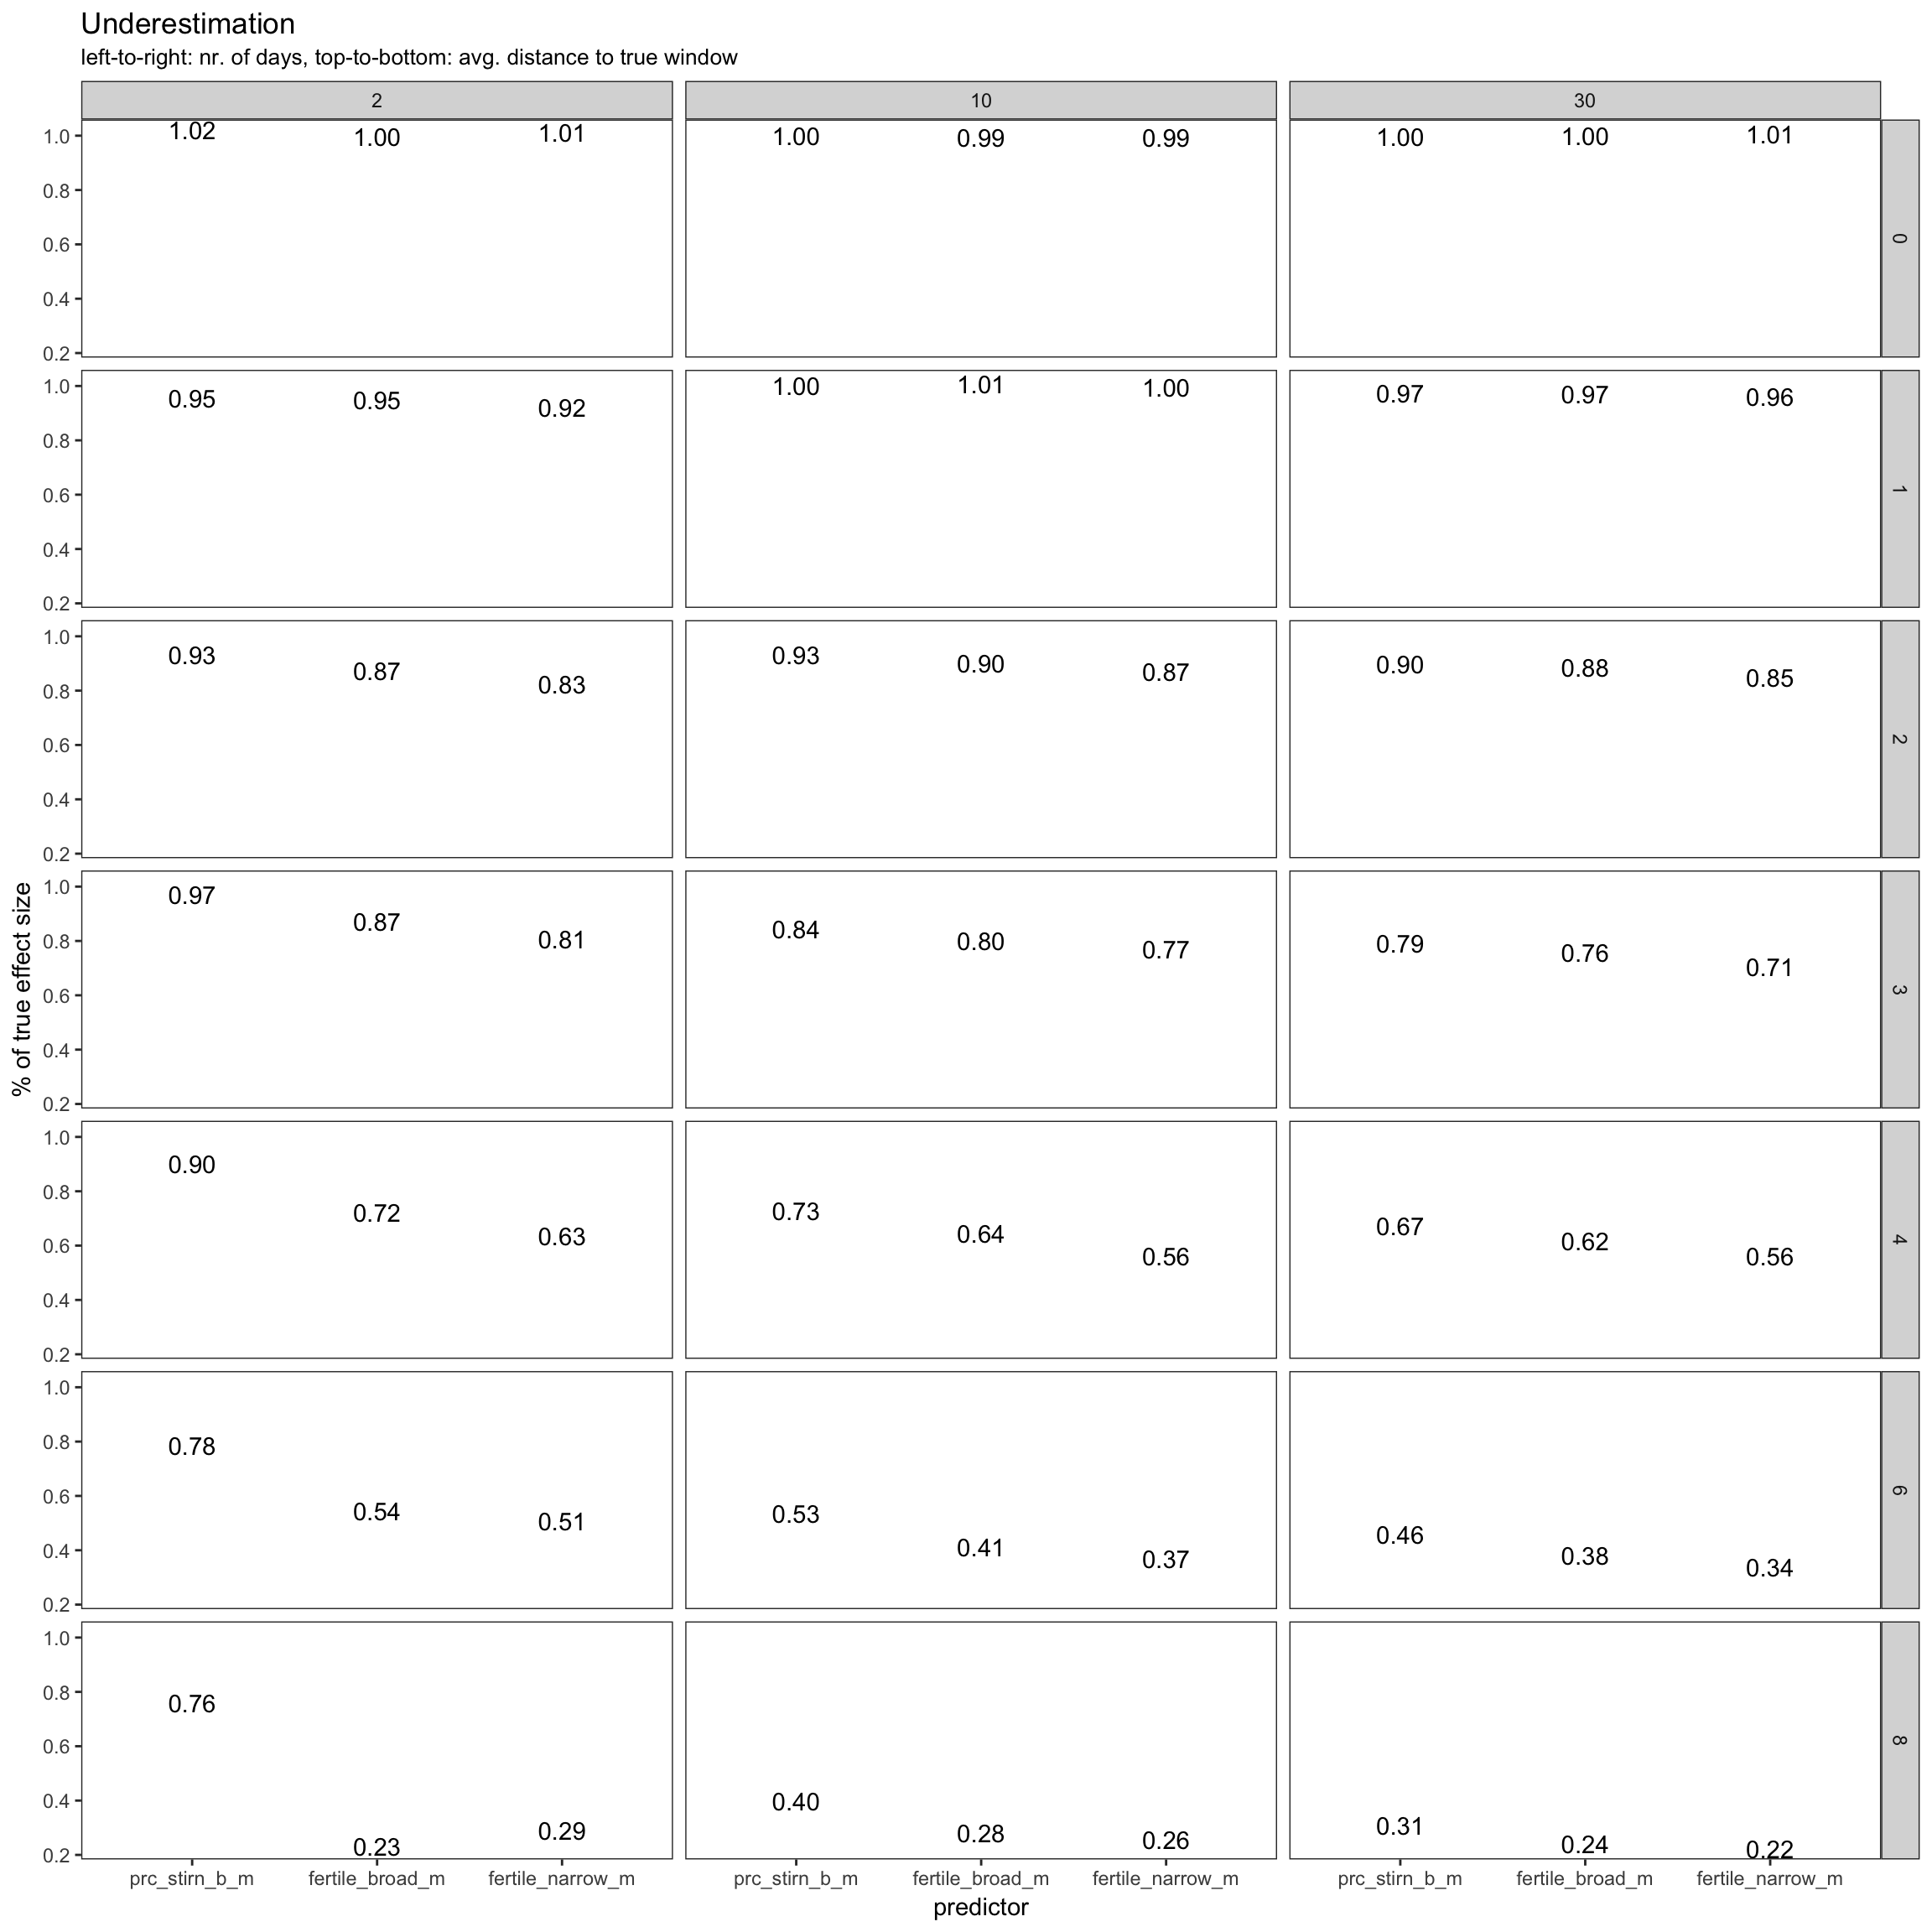 Underestimation
left-to-right: nr. of days, top-to-bottom: avg. distance to true window
2 10 30
1.0 1.02 1.00 1.01 1.00 0.99 0.99 1.00 1.00 1.01
0.8
0.6
0.4
0.2
0
1.0 0.95 0.95 0.92 1.00 1.01 1.00 0.97 0.97 0.96
0.8
0.6
0.4
0.2
1
1.0 0.93 0.87 0.83 0.93 0.90 0.87 0.90 0.88 0.85
0.8
0.6
0.4
0.2
2
% of true effect size
1.0 0.97 0.87 0.81 0.84 0.80 0.77 0.79 0.76 0.71
0.8
0.6
0.4
0.2
3
1.0 0.90 0.72 0.63 0.73 0.64 0.56 0.67 0.62 0.56
0.8
0.6
0.4
0.2
4
1.0 0.78 0.54 0.51 0.53 0.41 0.37 0.46 0.38 0.34
0.8
0.6
0.4
0.2
6
1.0 0.76 0.23 0.29 0.40 0.28 0.26 0.31 0.24 0.22
0.8
0.6
0.4
0.2
8
prc_stirn_b_m fertile_broad_m fertile_narrow_m prc_stirn_b_m fertile_broad_m fertile_narrow_m prc_stirn_b_m fertile_broad_m fertile_narrow_m
predictor